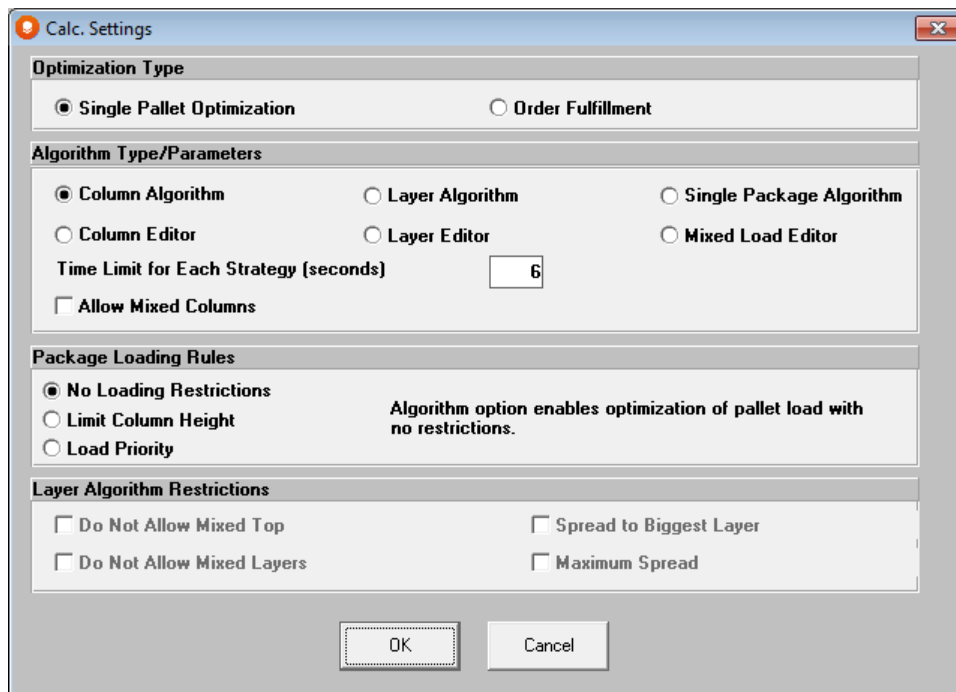 Calc. Settings
Optimization Type
Single Pallet Optimization
Order Fulfillment
Algorithm Type/Parameters
Column Algorithm
Layer Algorithm
Single Package Algorithm
Column Editor
Layer Editor
Mixed Load Editor
Time Limit for Each Strategy (seconds)
6
Allow Mixed Columns
Package Loading Rules
No Loading Restrictions
Limit Column Height
Load Priority
Algorithm option enables optimization of pallet load with
no restrictions.
Layer Algorithm Restrictions
Do Not Allow Mixed Top
Spread to Biggest Layer
Do Not Allow Mixed Layers
Maximum Spread
OK
Cancel